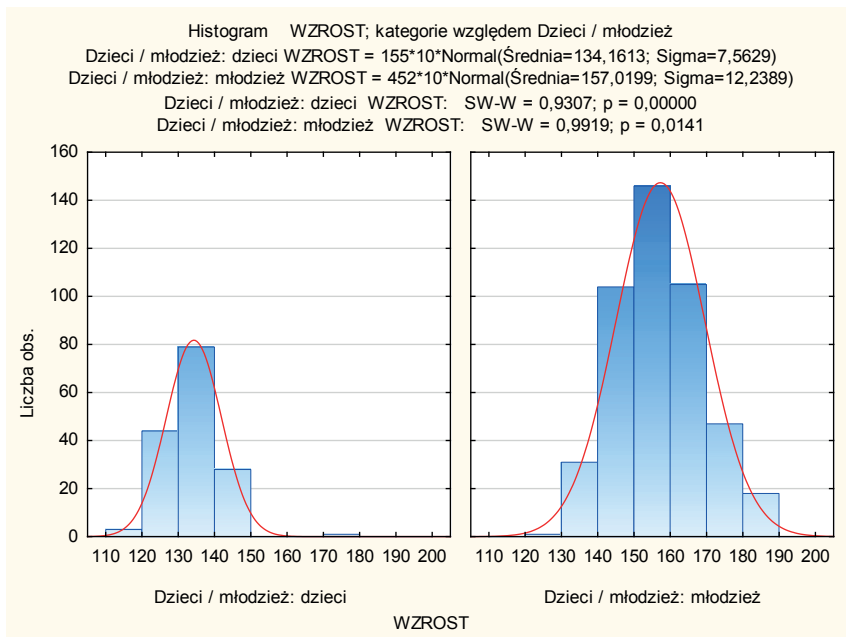 Histogram WZROST; kategorie względem Dzieci / młodzież
Dzieci / młodzież: dzieci WZROST = 155*10*Normal(Średnia=134,1613; Sigma=7,5629)
Dzieci / młodzież: młodzież WZROST = 452*10*Normal(Średnia=157,0199; Sigma=12,2389)
Dzieci / młodzież: dzieci WZROST: SW-W = 0,9307; p = 0,00000
Dzieci / młodzież: młodzież WZROST: SW-W = 0,9919; p = 0,0141
160
140
120
100
80
60
40
20
0
Liczba obs.
110 120 130 140 150 160 170 180 190 200
110 120 130 140 150 160 170 180 190 200
Dzieci / młodzież: dzieci
Dzieci / młodzież: młodzież
WZROST